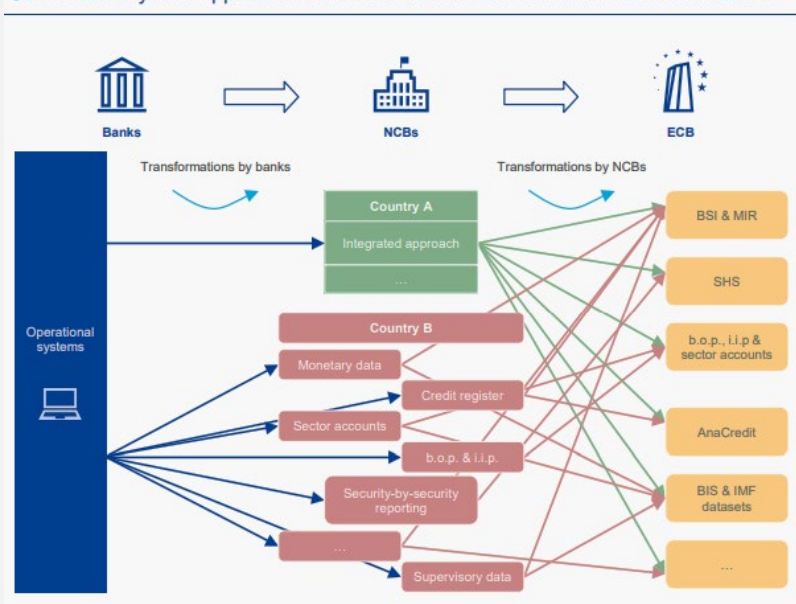 Banks
NCBs
ECB
Transformations by banks
Transformations by NCBs
Operational
systems
Country A
Integrated approach
...
Country B
Monetary data
Credit register
Sector accounts
b.o.p. & i.i.p.
Security-by-security
reporting
...
Supervisory data
BSI & MIR
SHS
b.o.p., i.i.p &
sector accounts
AnaCredit
BIS & IMF
datasets
...